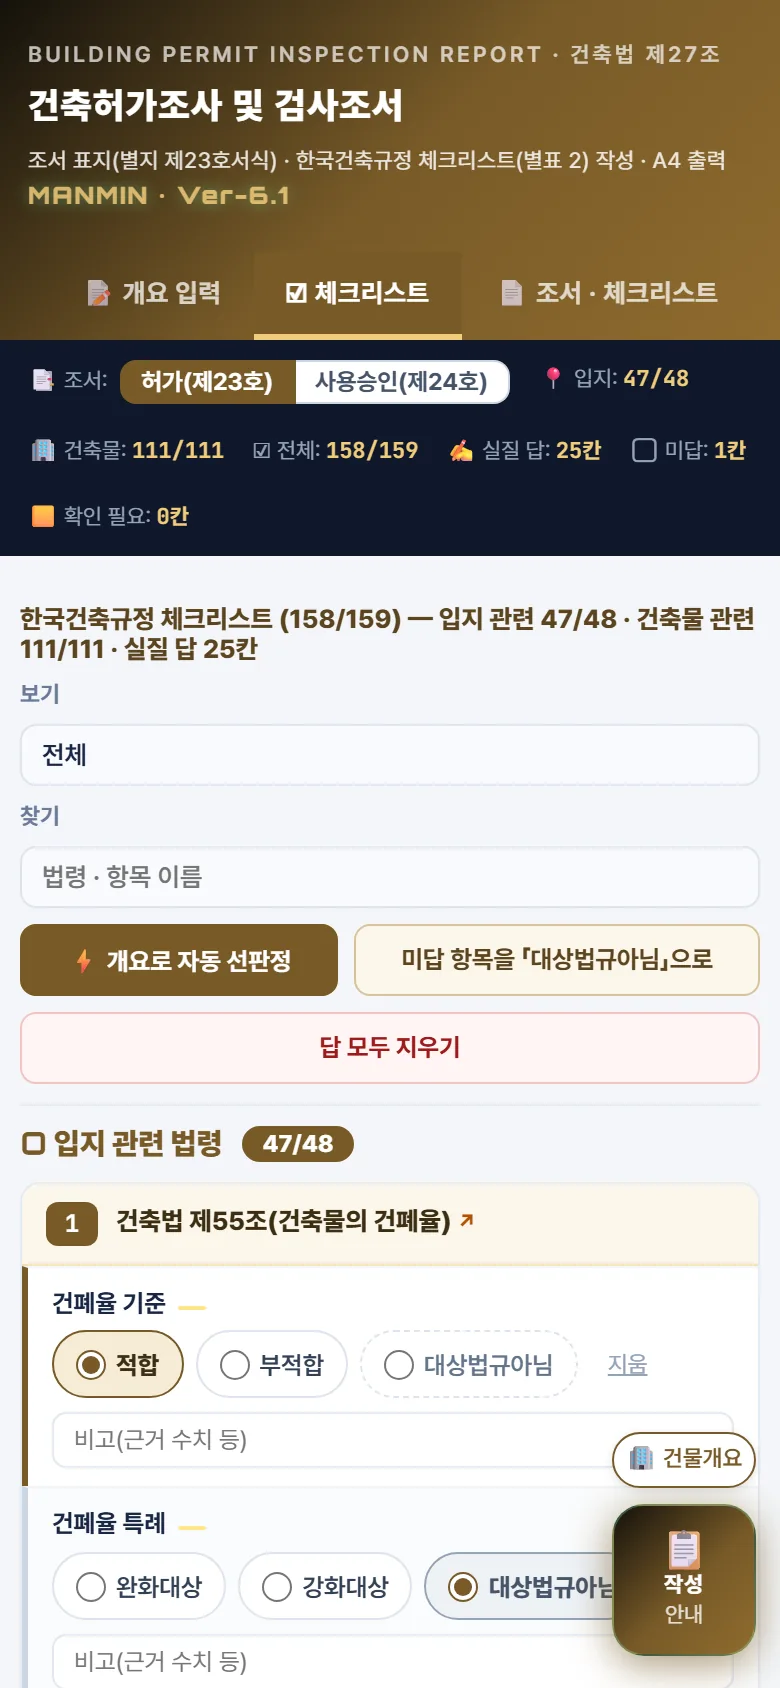 BUILDING PERMIT INSPECTION REPORT · 건축법 제27조
건축허가조사 및 검사조서
조서 표지(별지 제23호서식) · 한국건축규정 체크리스트(별표 2) 작성 · A4 출력
MANMIN · Ver-6.1
📝 개요 입력
☑ 체크리스트
📄 조서 · 체크리스트
📑 조서: 허가(제23호) 사용승인(제24호)
📍 입지: 47/48
🏢 건축물: 111/111
☑ 전체: 158/159
✍ 실질 답: 25칸
미답: 1칸
🟧 확인 필요: 0칸
한국건축규정 체크리스트 (158/159) — 입지 관련 47/48 · 건축물 관련
111/111 · 실질 답 25칸
보기
전체
찾기
법령 · 항목 이름
⚡ 개요로 자동 선판정
미답 항목을 「대상법규아님」으로
답 모두 지우기
입지 관련 법령 47/48
1 건축법 제55조(건축물의 건폐율) ↗
건폐율 기준
적합 부적합 대상법규아님 지움
비고(근거 수치 등)
🏢 건물개요
건폐율 특례
완화대상 강화대상 대상법규아님
비고(근거 수치 등)
📋 작성
안내